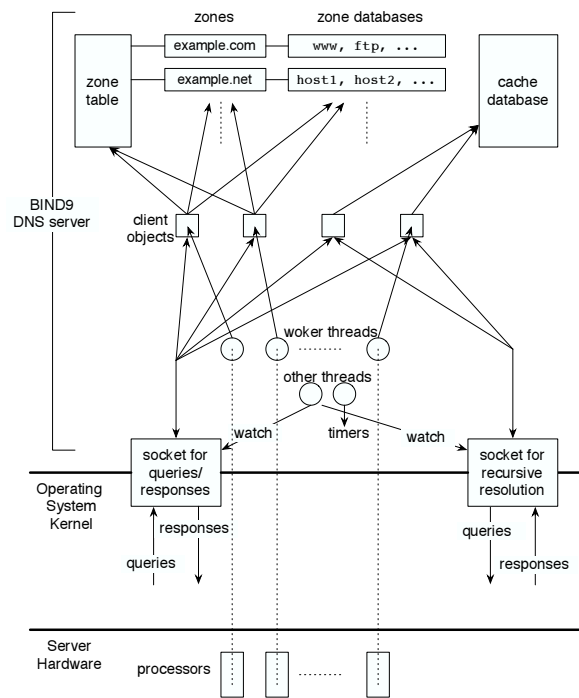 zones
zone databases
example.com
www, ftp, ...
zone
table
example.net
host1, host2, ...
cache
database
BIND9
DNS server
client
objects
woker threads
other threads
watch
timers
watch
socket for
queries/
responses
socket for
recursive
resolution
Operating
System
Kernel
responses
queries
queries
responses
Server
Hardware
processors